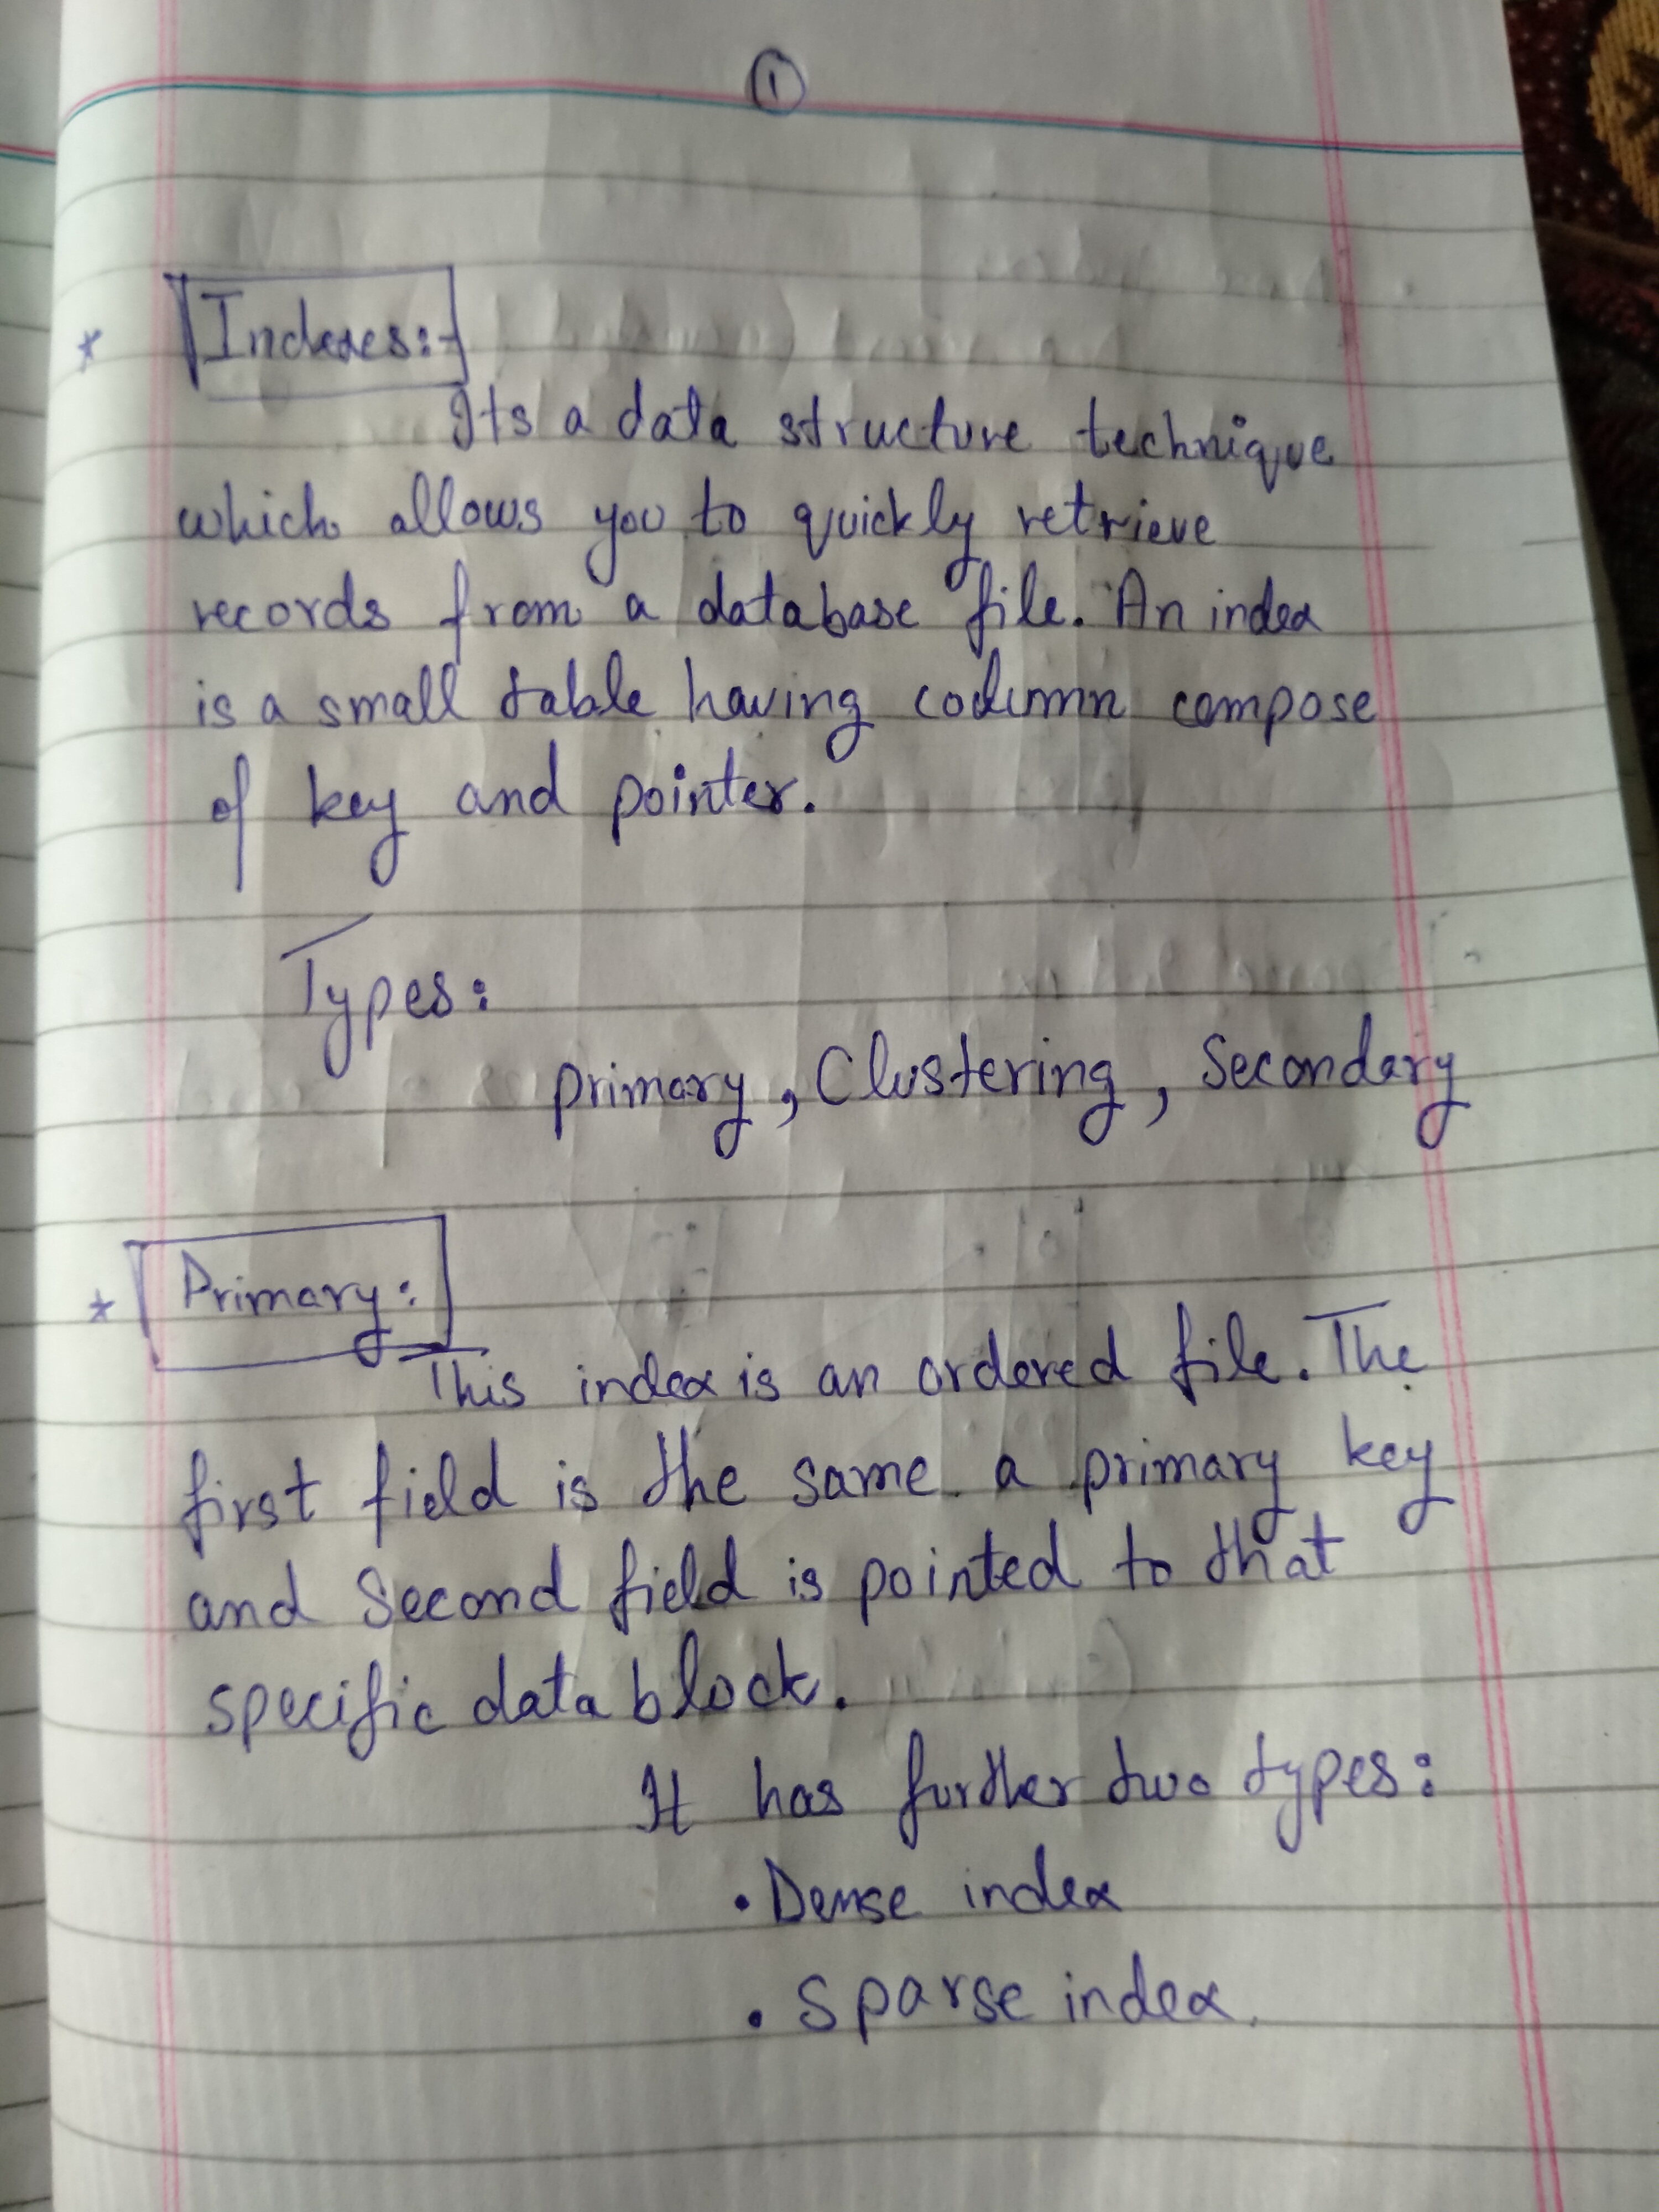 1
* Indexes:-
Its a data structure technique
which allows you to quickly retrieve
records from a database file. An index
is a small table having column compose
of key and pointer.
Types:
primary, Clustering, Secondary
* Primary:
This index is an ordered file. The
first field is the same a primary key
and Second field is pointed to that
specific data block.
It has further two types:
• Dense index
• Sparse index.